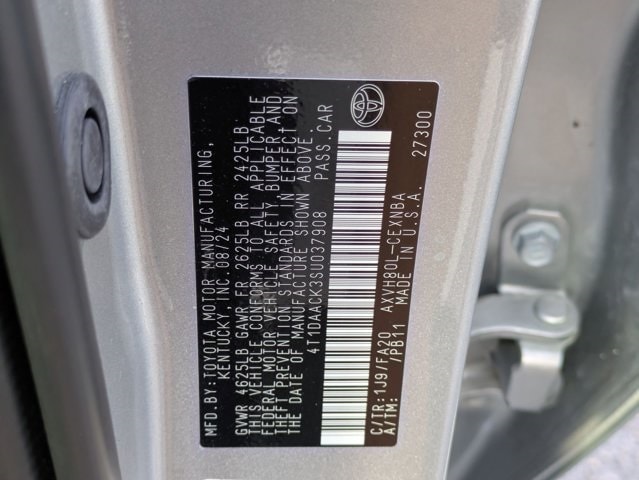 MFD. BY: TOYOTA MOTOR MANUFACTURING,
KENTUCKY, INC. 08/24
GVWR 4625LB GAWR FR 2625LB RR 2425LB
THIS VEHICLE CONFORMS TO ALL APPLICABLE
FEDERAL MOTOR VEHICLE SAFETY, BUMPER, AND
THEFT PREVENTION STANDARDS IN EFFECT ON
THE DATE OF MANUFACTURE SHOWN ABOVE.
4T1DAACK3SU037908 PASS.CAR
C/TR:1J9/FA20 AXVH80L-CEXNBA
A/TM: /PB11 MADE IN U.S.A. 27300